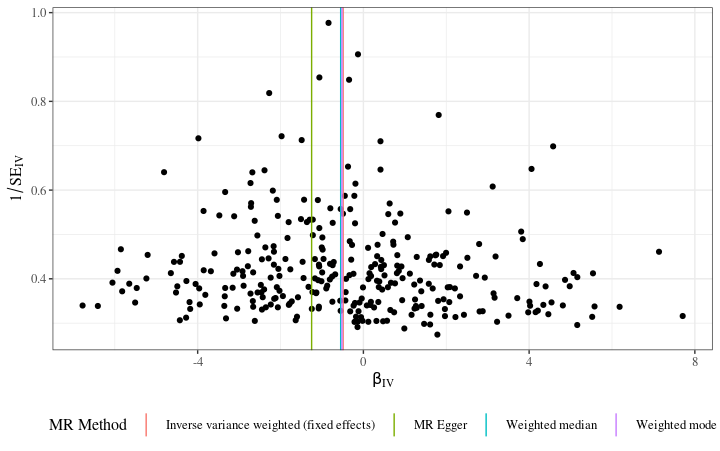 1.0
0.8
0.6
0.4
1/SE_IV
-4 0 4 8
β_IV
MR Method Inverse variance weighted (fixed effects) MR Egger Weighted median Weighted mode